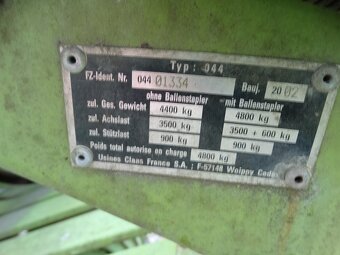 Typ: 044
FZ-Ident. Nr. 044 01334 Bauj. 2002
ohne Ballenstapler mit Ballenstapler
zul. Ges. Gewicht 4400 kg 4800 kg
zul. Achslast 3500 kg 3500 + 600 kg
zul. Stützlast 900 kg 900 kg
Poids total autorise en charge 4800 kg
Usines Claas France S.A.; F-57140 Woippy Cedex